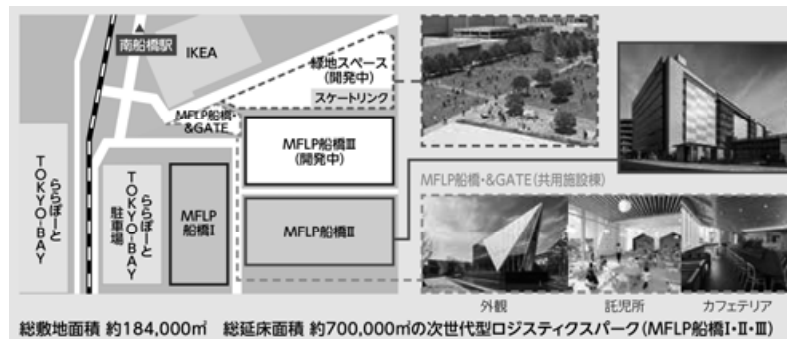 南船橋駅
IKEA
緑地スペース
(開発中)
スケートリンク
MFLP船橋・
&GATE
MFLP船橋Ⅲ
(開発中)
ららぽーと
TOKYO-BAY
ららぽーと
TOKYO-BAY
駐車場
MFLP
船橋Ⅰ
MFLP船橋Ⅱ
MFLP船橋・&GATE(共用施設棟)
外観
託児所
カフェテリア
総敷地面積 約184,000㎡ 総延床面積 約700,000㎡の次世代型ロジスティクスパーク(MFLP船橋Ⅰ・Ⅱ・Ⅲ)